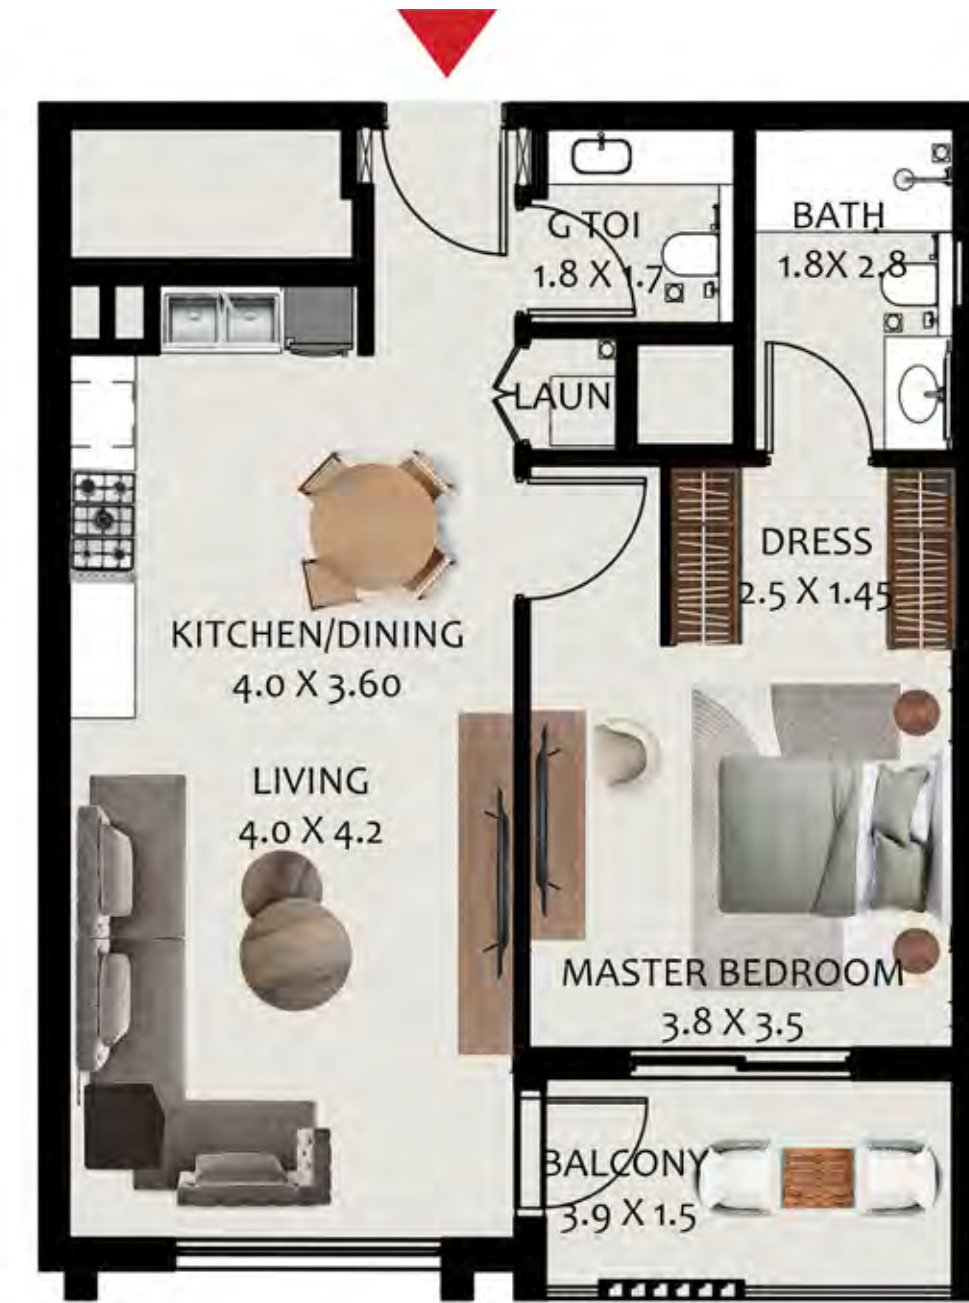 G TOI
1.8 X 1.7
BATH
1.8X 2.8
LAUN
DRESS
2.5 X 1.45
KITCHEN/DINING
4.0 X 3.60
LIVING
4.0 X 4.2
MASTER BEDROOM
3.8 X 3.5
BALCONY
3.9 X 1.5